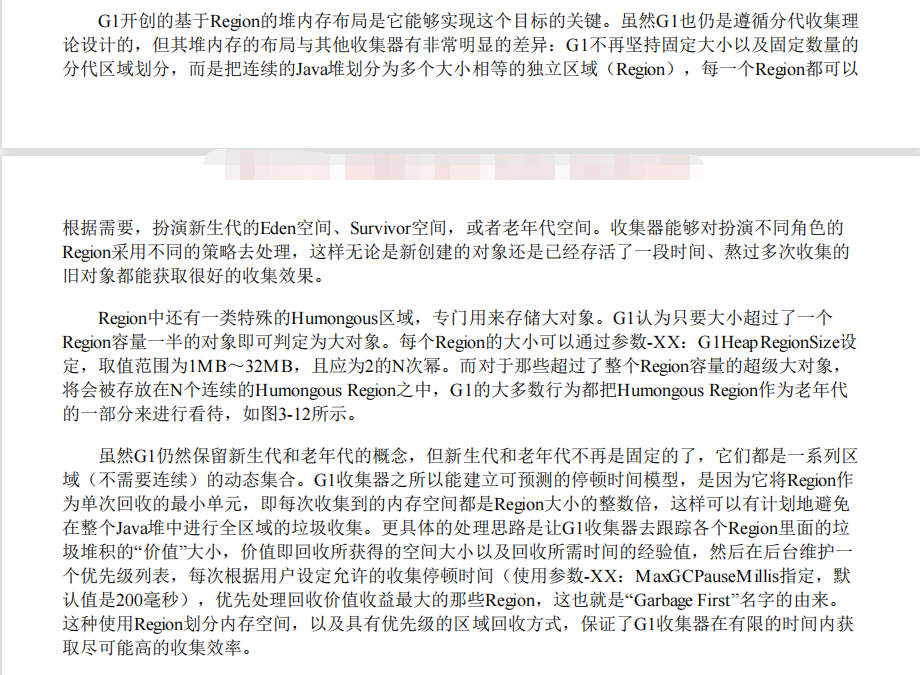 G1开创的基于Region的堆内存布局是它能够实现这个目标的关键。虽然G1也仍是遵循分代收集理
论设计的，但其堆内存的布局与其他收集器有非常明显的差异：G1不再坚持固定大小以及固定数量的
分代区域划分，而是把连续的Java堆划分为多个大小相等的独立区域（Region），每一个Region都可以
根据需要，扮演新生代的Eden空间、Survivor空间，或者老年代空间。收集器能够对扮演不同角色的
Region采用不同的策略去处理，这样无论是新创建的对象还是已经存活了一段时间、熬过多次收集的
旧对象都能获取很好的收集效果。
Region中还有一类特殊的Humongous区域，专门用来存储大对象。G1认为只要大小超过了一个
Region容量一半的对象即可判定为大对象。每个Region的大小可以通过参数-XX：G1HeapRegionSize设
定，取值范围为1MB～32MB，且应为2的N次幂。而对于那些超过了整个Region容量的超级大对象，
将会被存放在N个连续的Humongous Region之中，G1的大多数行为都把Humongous Region作为老年代
的一部分来进行看待，如图3-12所示。
虽然G1仍然保留新生代和老年代的概念，但新生代和老年代不再是固定的了，它们都是一系列区
域（不需要连续）的动态集合。G1收集器之所以能建立可预测的停顿时间模型，是因为它将Region作
为单次回收的最小单元，即每次收集到的内存空间都是Region大小的整数倍，这样可以有计划地避免
在整个Java堆中进行全区域的垃圾收集。更具体的处理思路是让G1收集器去跟踪各个Region里面的垃
圾堆积的“价值”大小，价值即回收所获得的空间大小以及回收所需时间的经验值，然后在后台维护一
个优先级列表，每次根据用户设定允许的收集停顿时间（使用参数-XX：MaxGCPauseMillis指定，默
认值是200毫秒），优先处理回收价值收益最大的那些Region，这也就是“Garbage First”名字的由来。
这种使用Region划分内存空间，以及具有优先级的区域回收方式，保证了G1收集器在有限的时间内获
取尽可能高的收集效率。